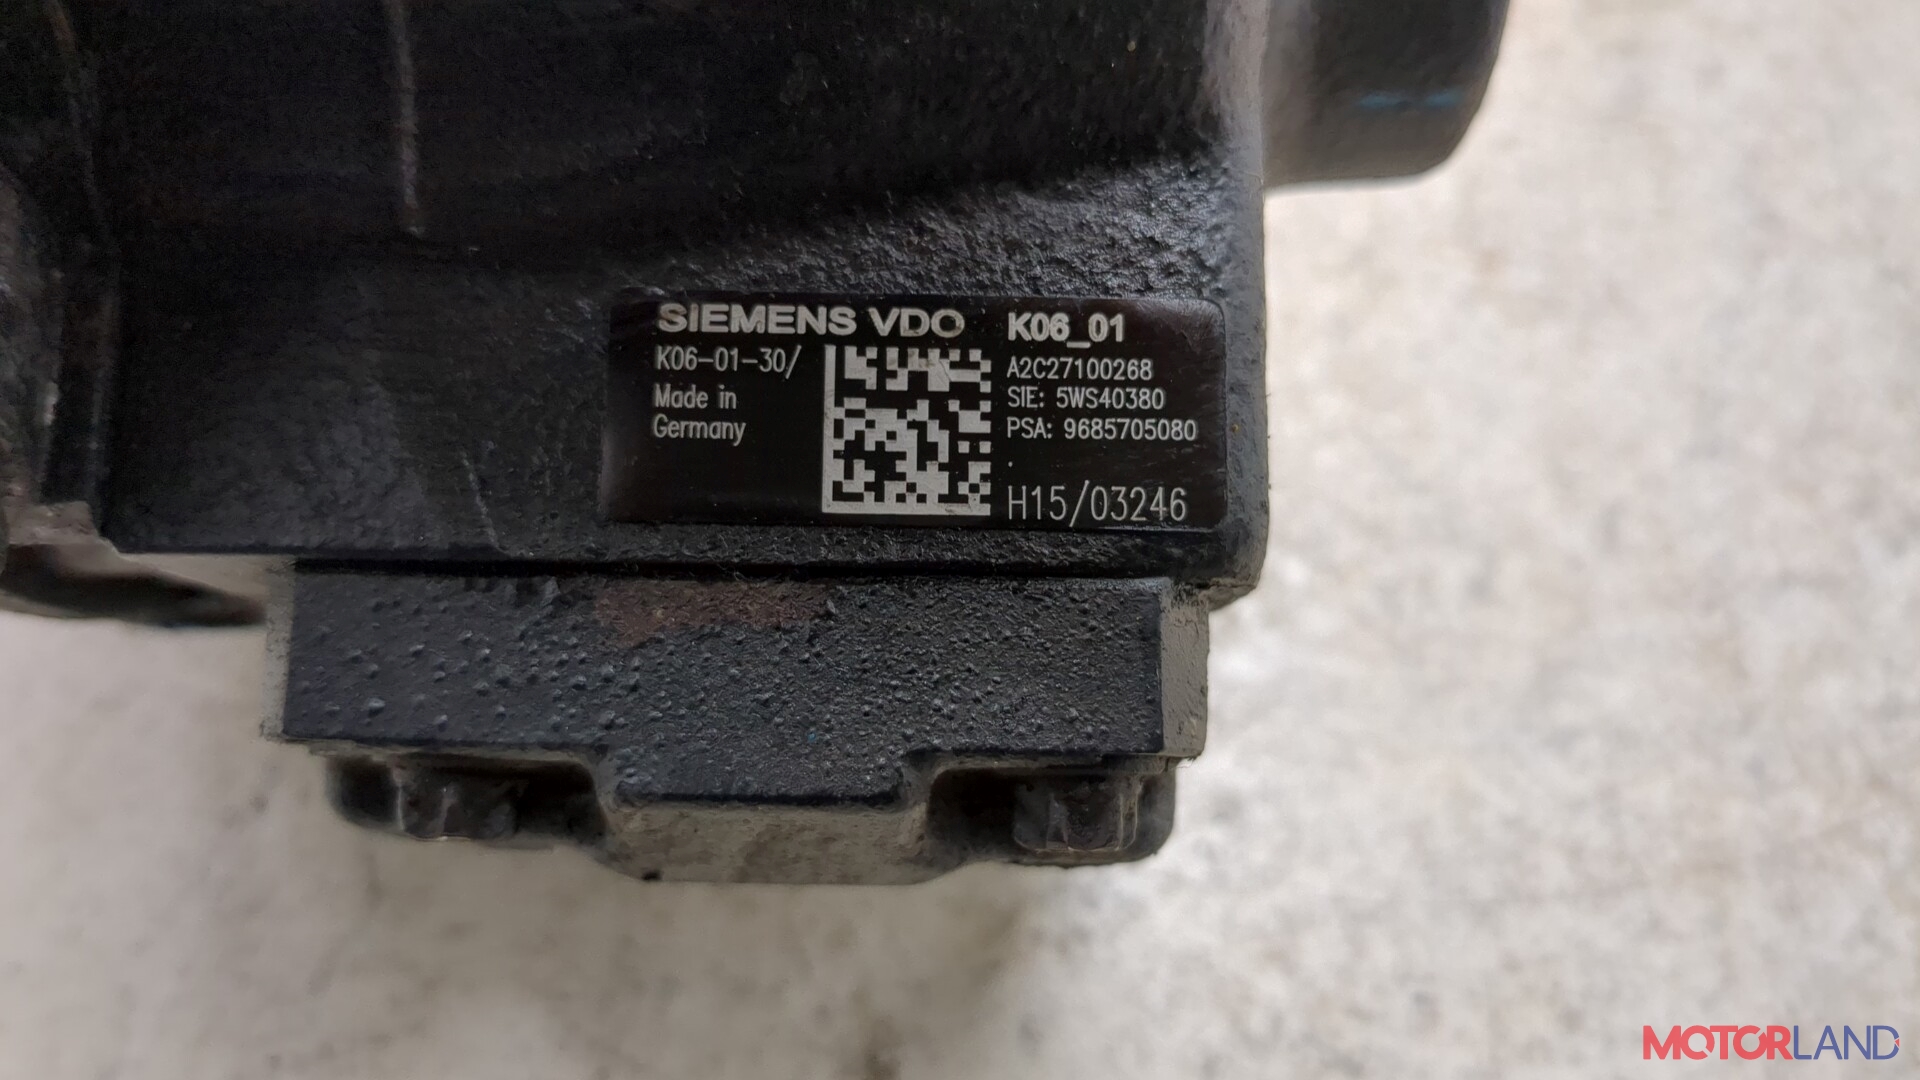 SIEMENS VDO
K06-01-30/
Made in
Germany
K06_01
A2C27100268
SIE: 5WS40380
PSA: 9685705080
.
H15/03246
MOTORLAND